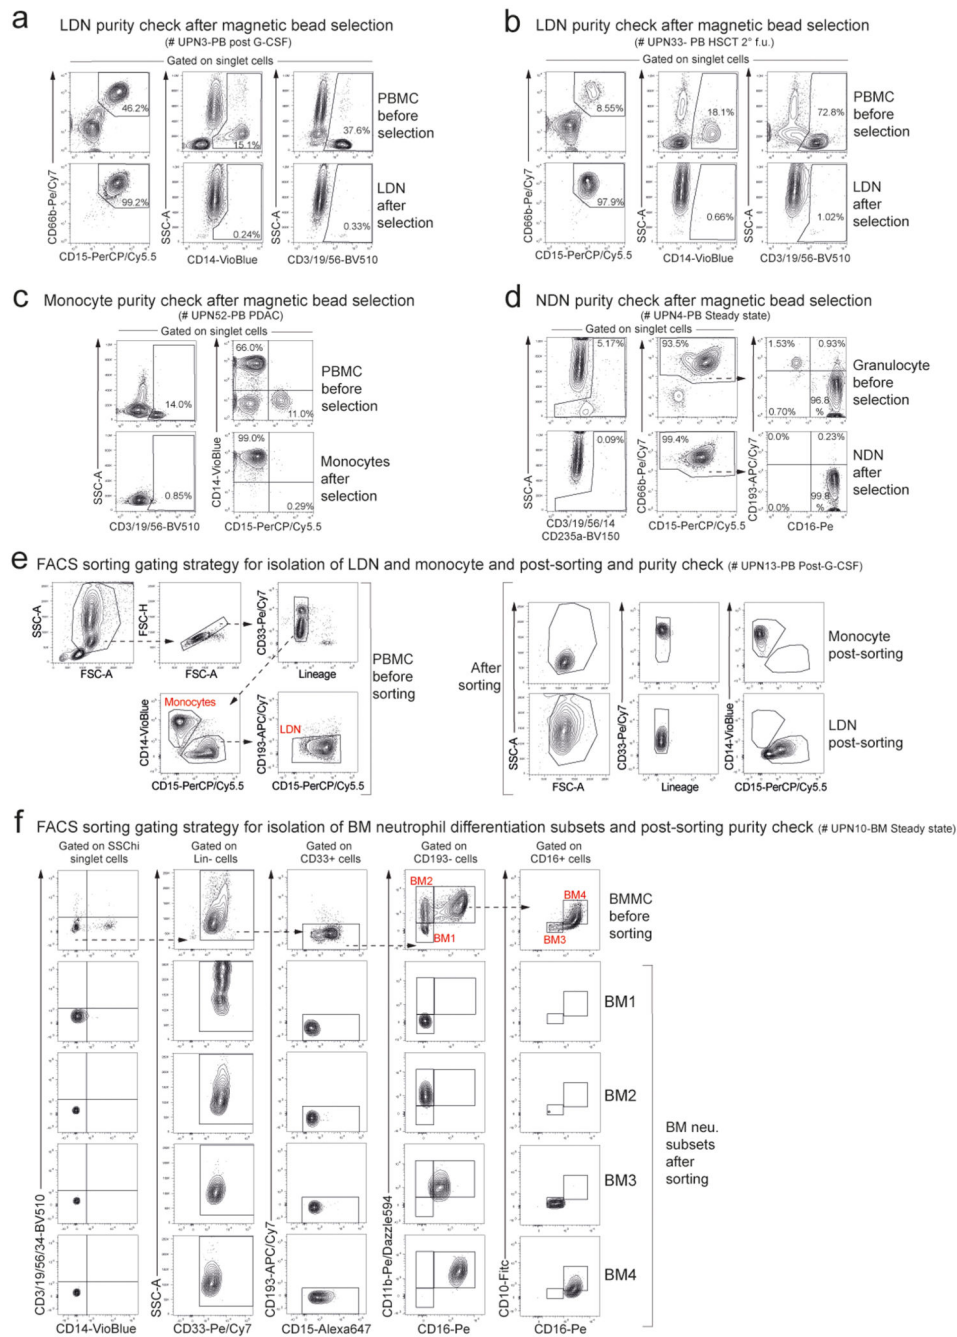 a LDN purity check after magnetic bead selection
(# UPN3-PB post G-CSF)
Gated on singlet cells
46.2%
15.1%
37.6%
PBMC
before
selection
99.2%
0.24%
0.33%
LDN
after
selection
CD66b-Pe/Cy7
SSC-A
SSC-A
CD15-PerCP/Cy5.5
CD14-VioBlue
CD3/19/56-BV510
b LDN purity check after magnetic bead selection
(# UPN33- PB HSCT 2° f.u.)
Gated on singlet cells
8.55%
18.1%
72.8%
PBMC
before
selection
97.9%
0.66%
1.02%
LDN
after
selection
CD66b-Pe/Cy7
SSC-A
SSC-A
CD15-PerCP/Cy5.5
CD14-VioBlue
CD3/19/56-BV510
c Monocyte purity check after magnetic bead selection
(# UPN52-PB PDAC)
Gated on singlet cells
14.0%
66.0%
11.0%
PBMC
before
selection
0.85%
99.0%
0.29%
Monocytes
after
selection
SSC-A
CD14-VioBlue
CD3/19/56-BV510
CD15-PerCP/Cy5.5
d NDN purity check after magnetic bead selection
(# UPN4-PB Steady state)
Gated on singlet cells
5.17%
93.5%
1.53%
0.93%
0.70%
96.8
%
Granulocyte
before
selection
0.09%
99.4%
0.0%
0.23%
0.0%
99.8
%
NDN
after
selection
SSC-A
CD66b-Pe/Cy7
CD193-APC/Cy7
CD3/19/56/14
CD235a-BV150
CD15-PerCP/Cy5.5
CD16-Pe
e FACS sorting gating strategy for isolation of LDN and monocyte and post-sorting and purity check (# UPN13-PB Post-G-CSF)
SSC-A
FSC-A
FSC-H
FSC-A
CD33-Pe/Cy7
Lineage
Monocytes
CD14-VioBlue
CD15-PerCP/Cy5.5
LDN
CD193-APC/Cy7
CD15-PerCP/Cy5.5
PBMC
before
sorting
After
sorting
Monocyte
post-sorting
LDN
post-sorting
SSC-A
CD33-Pe/Cy7
CD14-VioBlue
FSC-A
Lineage
CD15-PerCP/Cy5.5
f FACS sorting gating strategy for isolation of BM neutrophil differentiation subsets and post-sorting purity check (# UPN10-BM Steady state)
Gated on SSChi
singlet cells
Gated on
Lin- cells
Gated on
CD33+ cells
Gated on
CD193- cells
Gated on
CD16+ cells
BM2
BM1
BM4
BM3
BMMC
before
sorting
BM1
BM2
BM3
BM4
BM neu.
subsets
after
sorting
CD3/19/56/34-BV510
SSC-A
CD193-APC/Cy7
CD11b-Pe/Dazzle594
CD10-Fitc
CD14-VioBlue
CD33-Pe/Cy7
CD15-Alexa647
CD16-Pe
CD16-Pe